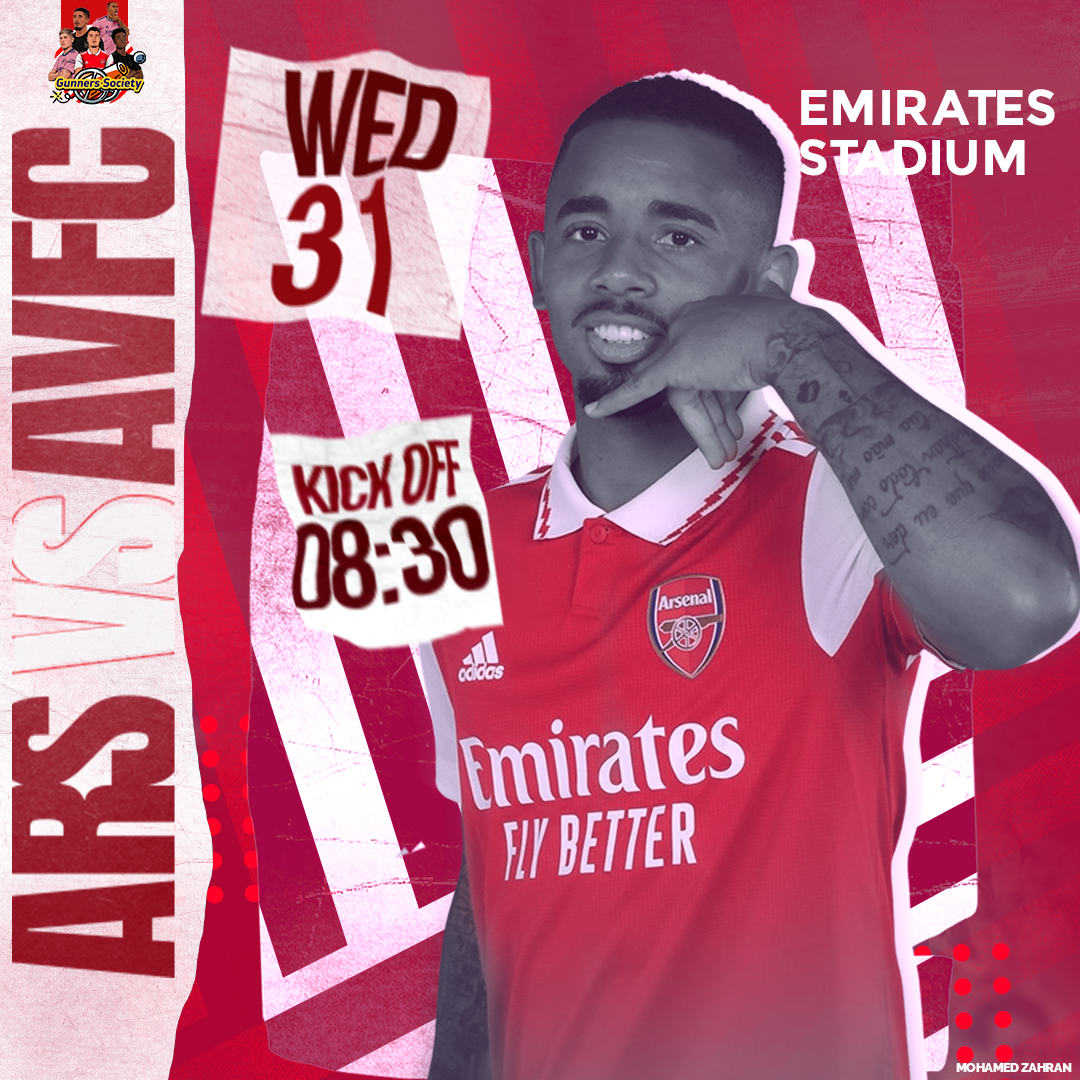 Gunners Society
ARS VS AVFC
WED
31
KICK OFF
08:30
EMIRATES
STADIUM
Arsenal
adidas
Emirates
FLY BETTER
MOHAMED ZAHRAN